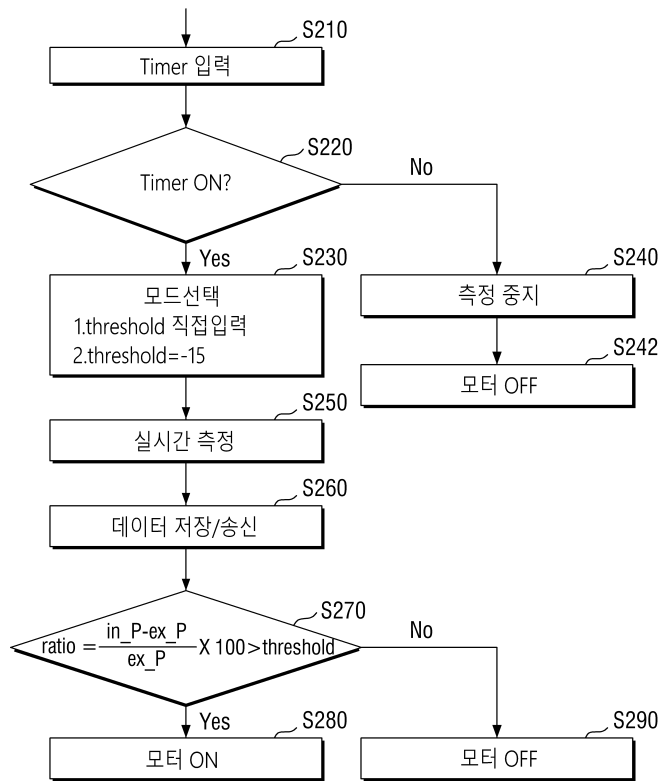 S210
Timer 입력
S220
Timer ON?
No
Yes
S230
모드선택
1.threshold 직접입력
2.threshold=-15
S240
측정 중지
S242
모터 OFF
S250
실시간 측정
S260
데이터 저장/송신
S270
ratio = in_P-ex_P / ex_P X 100>threshold
No
Yes
S280
모터 ON
S290
모터 OFF